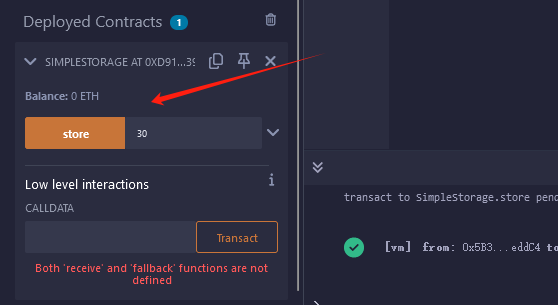 Deployed Contracts 1
SIMPLESTORAGE AT 0XD91...39
Balance: 0 ETH
store 30
Low level interactions
CALLDATA
Transact
Both 'receive' and 'fallback' functions are not
defined
transact to SimpleStorage.store pend
[vm] from: 0x5B3...eddC4 to